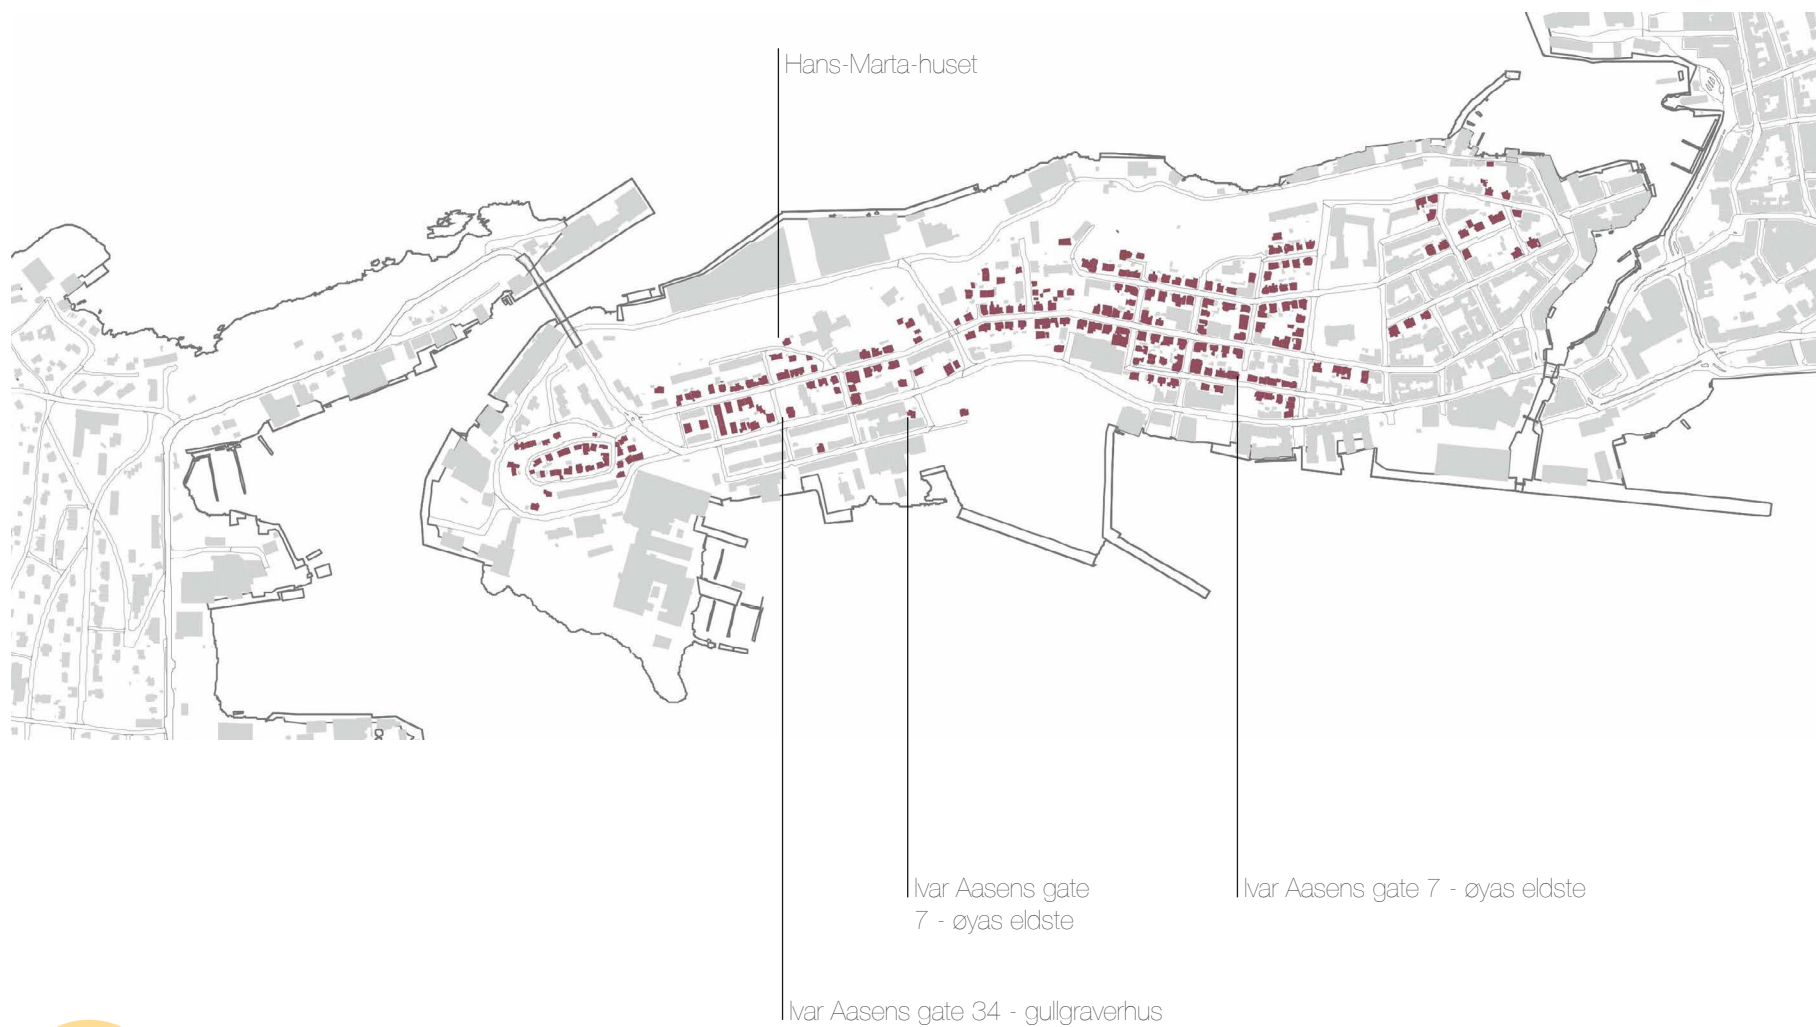 Hans-Marta-huset
Ivar Aasens gate
7 - øyas eldste
Ivar Aasens gate 7 - øyas eldste
Ivar Aasens gate 34 - gullgraverhus